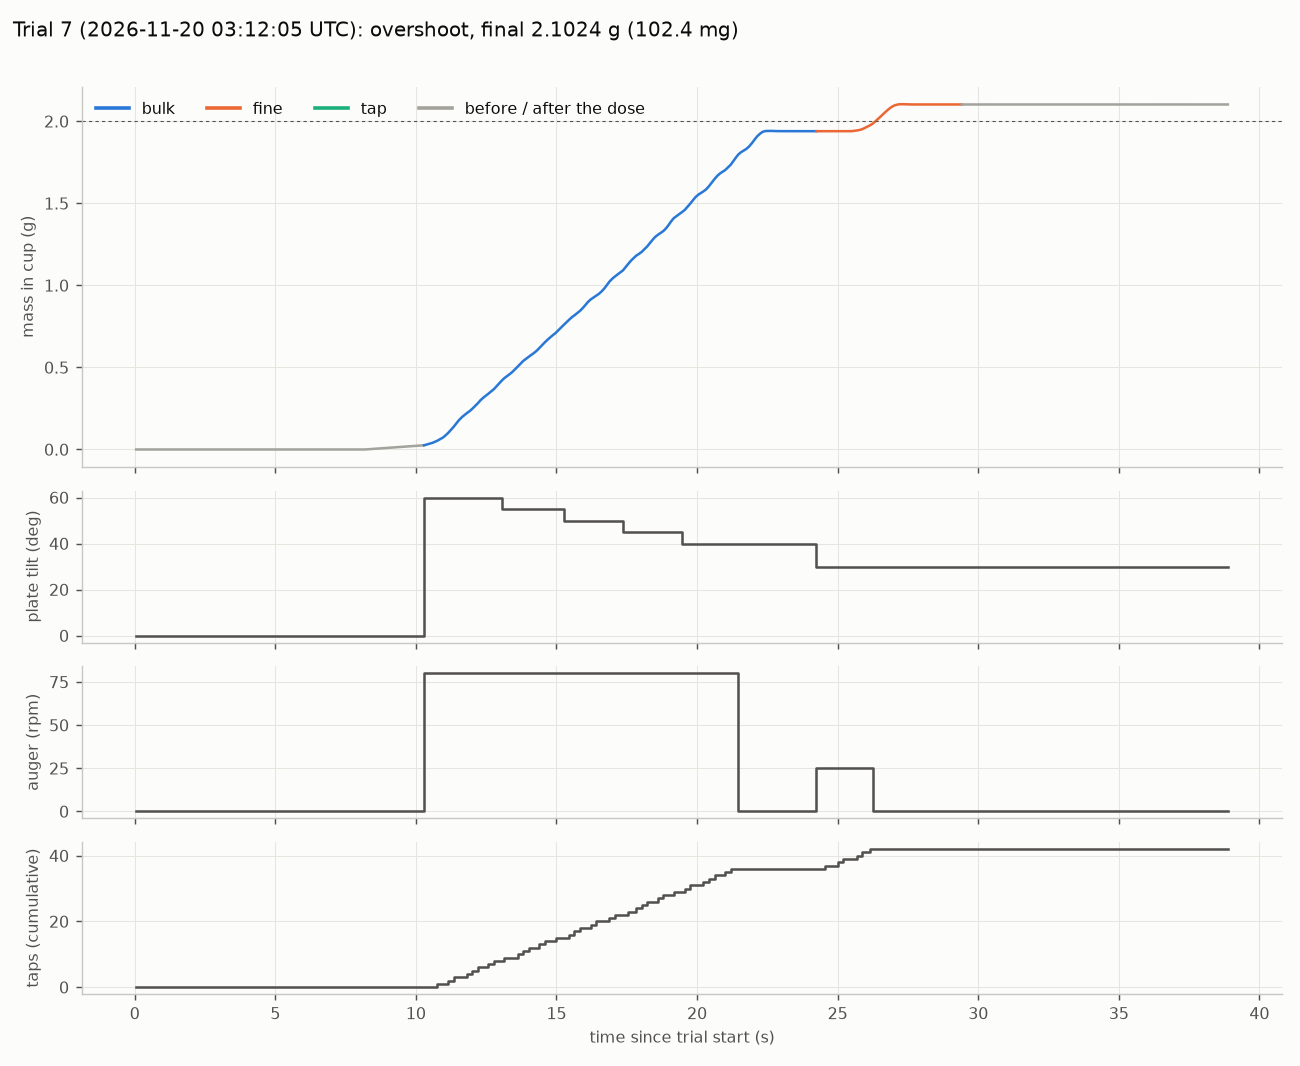 Trial 7 (2026-11-20 03:12:05 UTC): overshoot, final 2.1024 g (102.4 mg)
bulk fine tap before / after the dose
mass in cup (g)
2.0
1.5
1.0
0.5
0.0
plate tilt (deg)
60
40
20
0
auger (rpm)
75
50
25
0
taps (cumulative)
40
20
0
0 5 10 15 20 25 30 35 40
time since trial start (s)